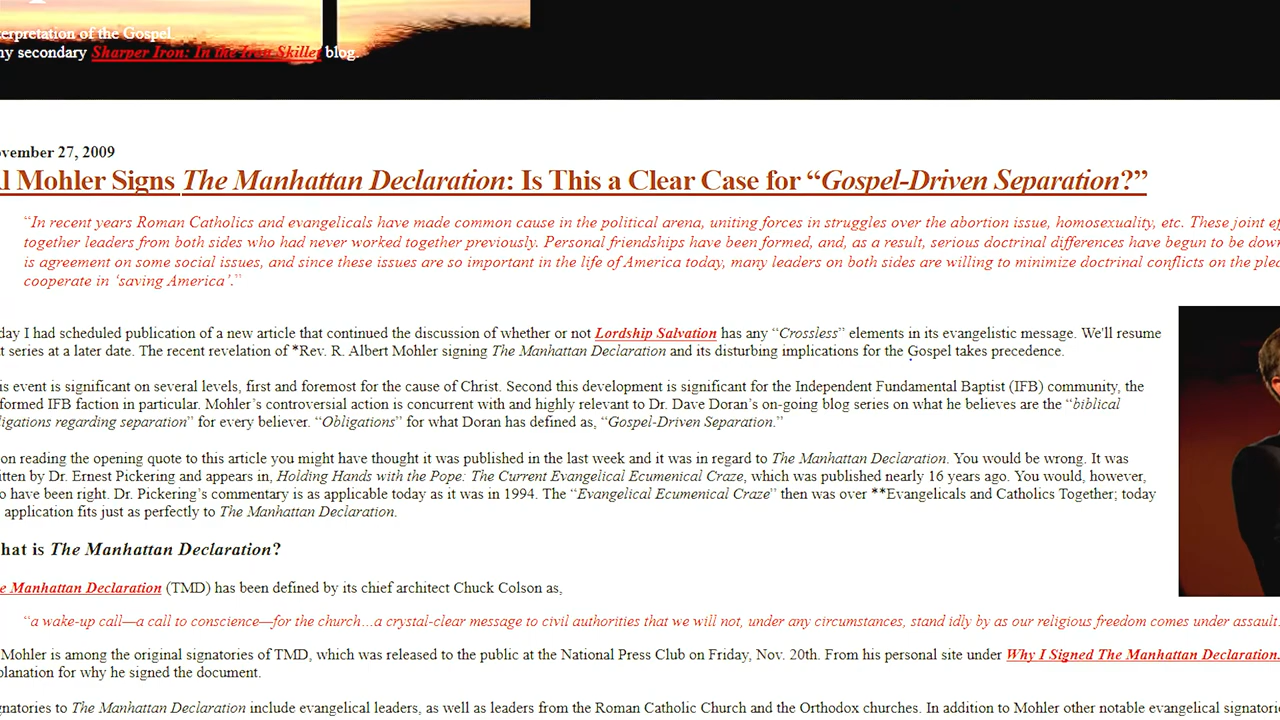 erpretation of the Gospel
y secondary Sharper Iron: In the Iron Skillet blog.
vember 27, 2009
l Mohler Signs The Manhattan Declaration: Is This a Clear Case for “Gospel-Driven Separation?”
“In recent years Roman Catholics and evangelicals have made common cause in the political arena, uniting forces in struggles over the abortion issue, homosexuality, etc. These joint ef
together leaders from both sides who had never worked together previously. Personal friendships have been formed, and, as a result, serious doctrinal differences have begun to be dow
is agreement on some social issues, and since these issues are so important in the life of America today, many leaders on both sides are willing to minimize doctrinal conflicts on the plea
cooperate in ‘saving America’.”
day I had scheduled publication of a new article that continued the discussion of whether or not Lordship Salvation has any “Crossless” elements in its evangelistic message. We'll resume
t series at a later date. The recent revelation of *Rev. R. Albert Mohler signing The Manhattan Declaration and its disturbing implications for the Gospel takes precedence.
is event is significant on several levels, first and foremost for the cause of Christ. Second this development is significant for the Independent Fundamental Baptist (IFB) community, the
formed IFB faction in particular. Mohler’s controversial action is concurrent with and highly relevant to Dr. Dave Doran’s on-going blog series on what he believes are the “biblical
ligations regarding separation” for every believer. “Obligations” for what Doran has defined as, “Gospel-Driven Separation.”
on reading the opening quote to this article you might have thought it was published in the last week and it was in regard to The Manhattan Declaration. You would be wrong. It was
itten by Dr. Ernest Pickering and appears in, Holding Hands with the Pope: The Current Evangelical Ecumenical Craze, which was published nearly 16 years ago. You would, however,
o have been right. Dr. Pickering’s commentary is as applicable today as it was in 1994. The “Evangelical Ecumenical Craze” then was over **Evangelicals and Catholics Together; today
application fits just as perfectly to The Manhattan Declaration.
hat is The Manhattan Declaration?
e Manhattan Declaration (TMD) has been defined by its chief architect Chuck Colson as,
“a wake-up call—a call to conscience—for the church…a crystal-clear message to civil authorities that we will not, under any circumstances, stand idly by as our religious freedom comes under assault.
Mohler is among the original signatories of TMD, which was released to the public at the National Press Club on Friday, Nov. 20th. From his personal site under Why I Signed The Manhattan Declaration.
planation for why he signed the document.
gnatories to The Manhattan Declaration include evangelical leaders, as well as leaders from the Roman Catholic Church and the Orthodox churches. In addition to Mohler other notable evangelical signatori